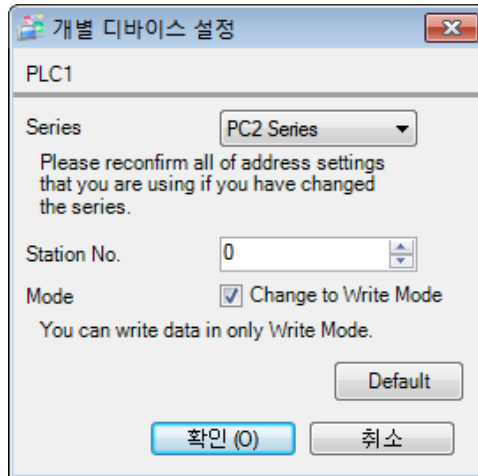 개별 디바이스 설정
PLC1
Series PC2 Series
Please reconfirm all of address settings
that you are using if you have changed
the series.
Station No. 0
Mode Change to Write Mode
You can write data in only Write Mode.
Default
확인 (O) 취소